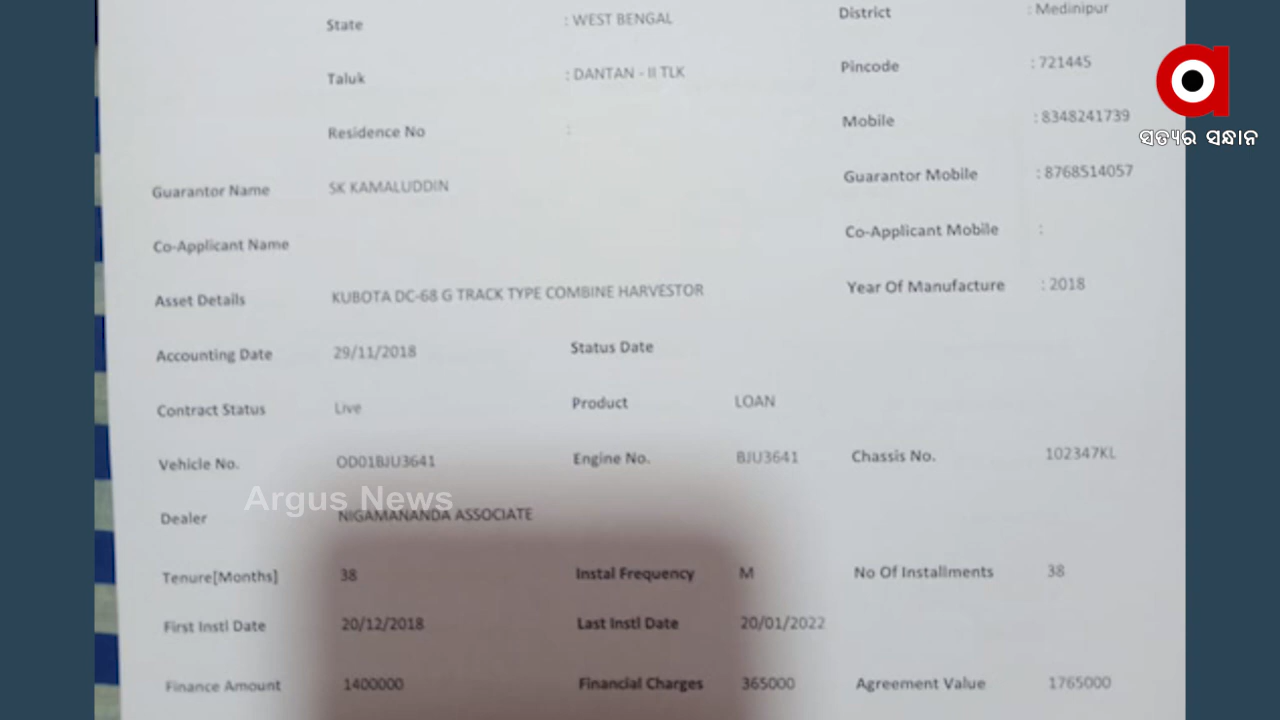 State : WEST BENGAL District : Medinipur
Taluk : DANTAN - II TLK Pincode : 721445
Residence No : Mobile : 8348241739
ସତ୍ୟର ସନ୍ଧାନ
Guarantor Name SK KAMALUDDIN Guarantor Mobile : 8768514057
Co-Applicant Name Co-Applicant Mobile :
Asset Details KUBOTA DC-68 G TRACK TYPE COMBINE HARVESTOR Year Of Manufacture : 2018
Accounting Date 29/11/2018 Status Date
Contract Status Live Product LOAN
Vehicle No. OD01BJU3641 Engine No. BJU3641 Chassis No. 102347KL
Argus News
Dealer NIGAMANANDA ASSOCIATE
Tenure[Months] 38 Instal Frequency M No Of Installments 38
First Instl Date 20/12/2018 Last Instl Date 20/01/2022
Finance Amount 1400000 Financial Charges 365000 Agreement Value 1765000